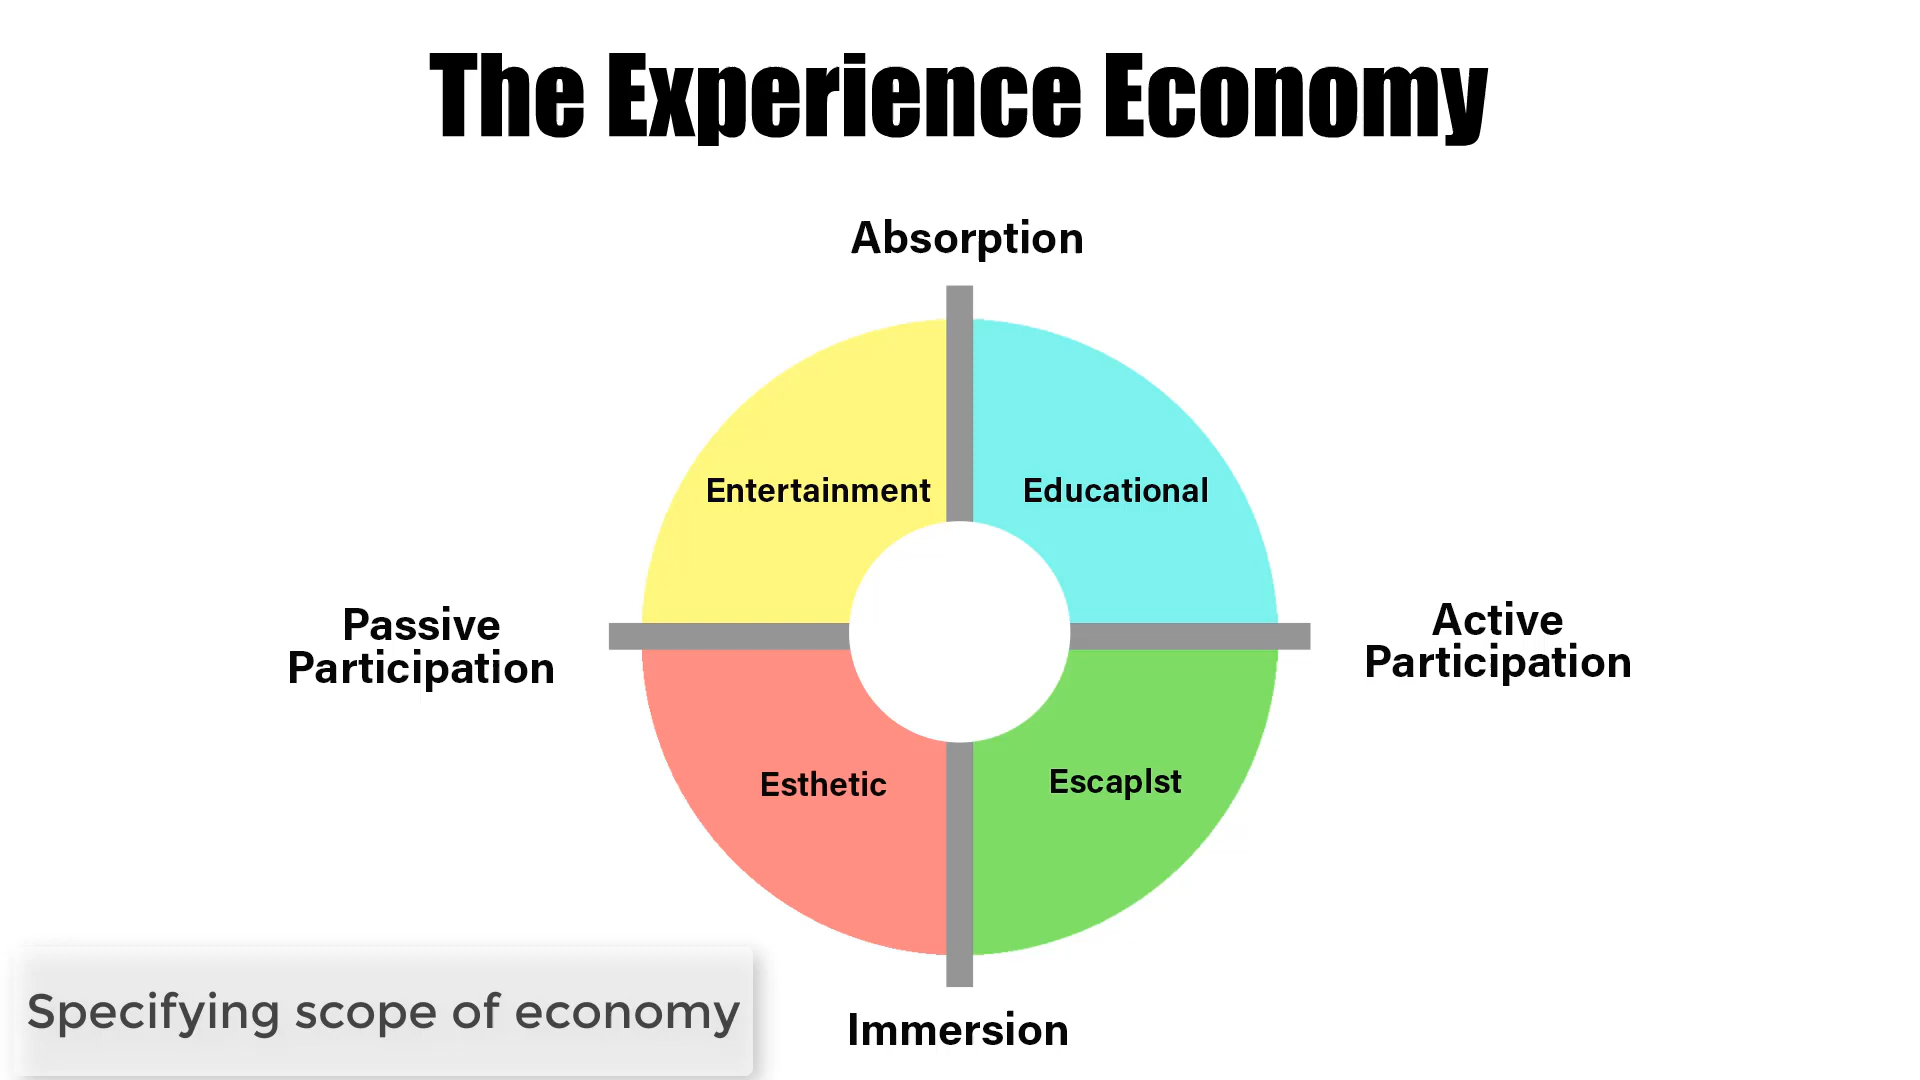 The Experience Economy
Absorption
Entertainment
Educational
Passive
Participation
Active
Participation
Esthetic
Escaplst
Specifying scope of economy
Immersion